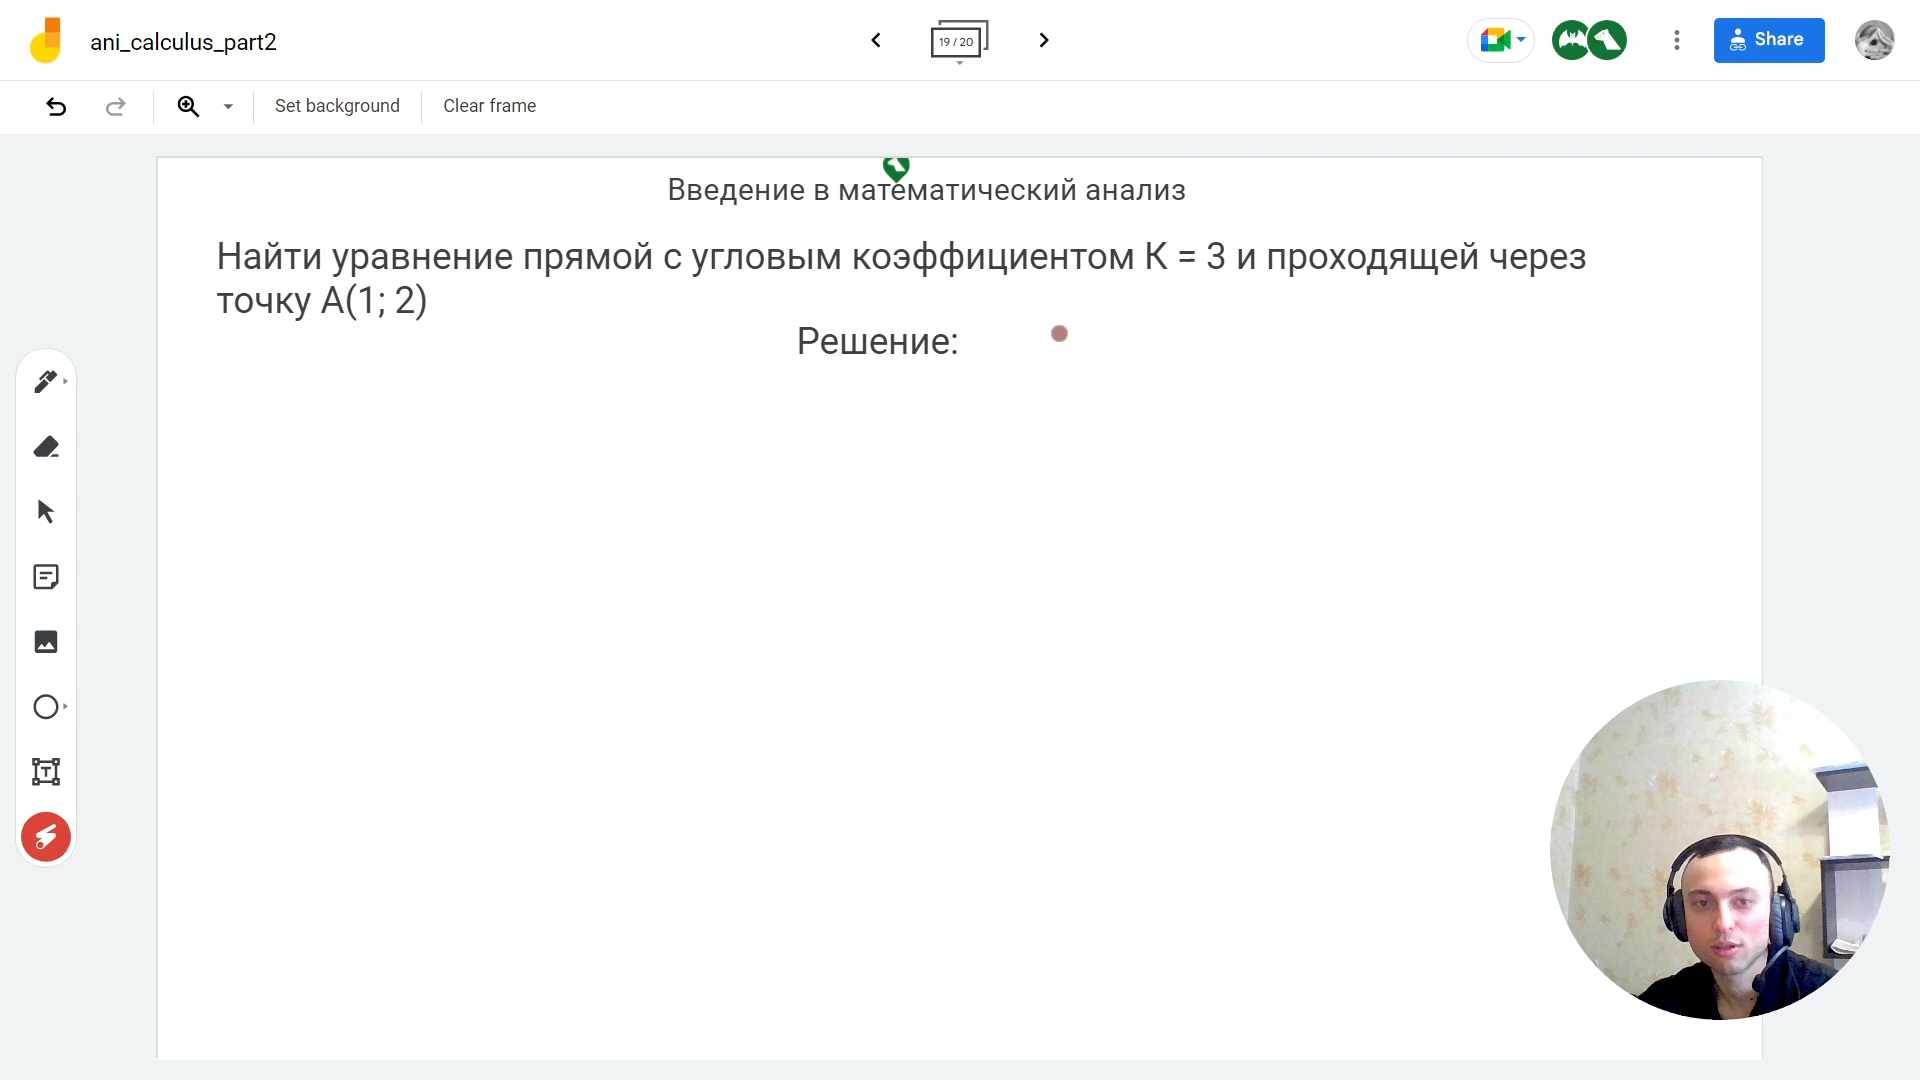 ani_calculus_part2
19 / 20
Share
Set background
Clear frame
Введение в математический анализ
Найти уравнение прямой с угловым коэффициентом К = 3 и проходящей через
точку А(1; 2)
Решение: